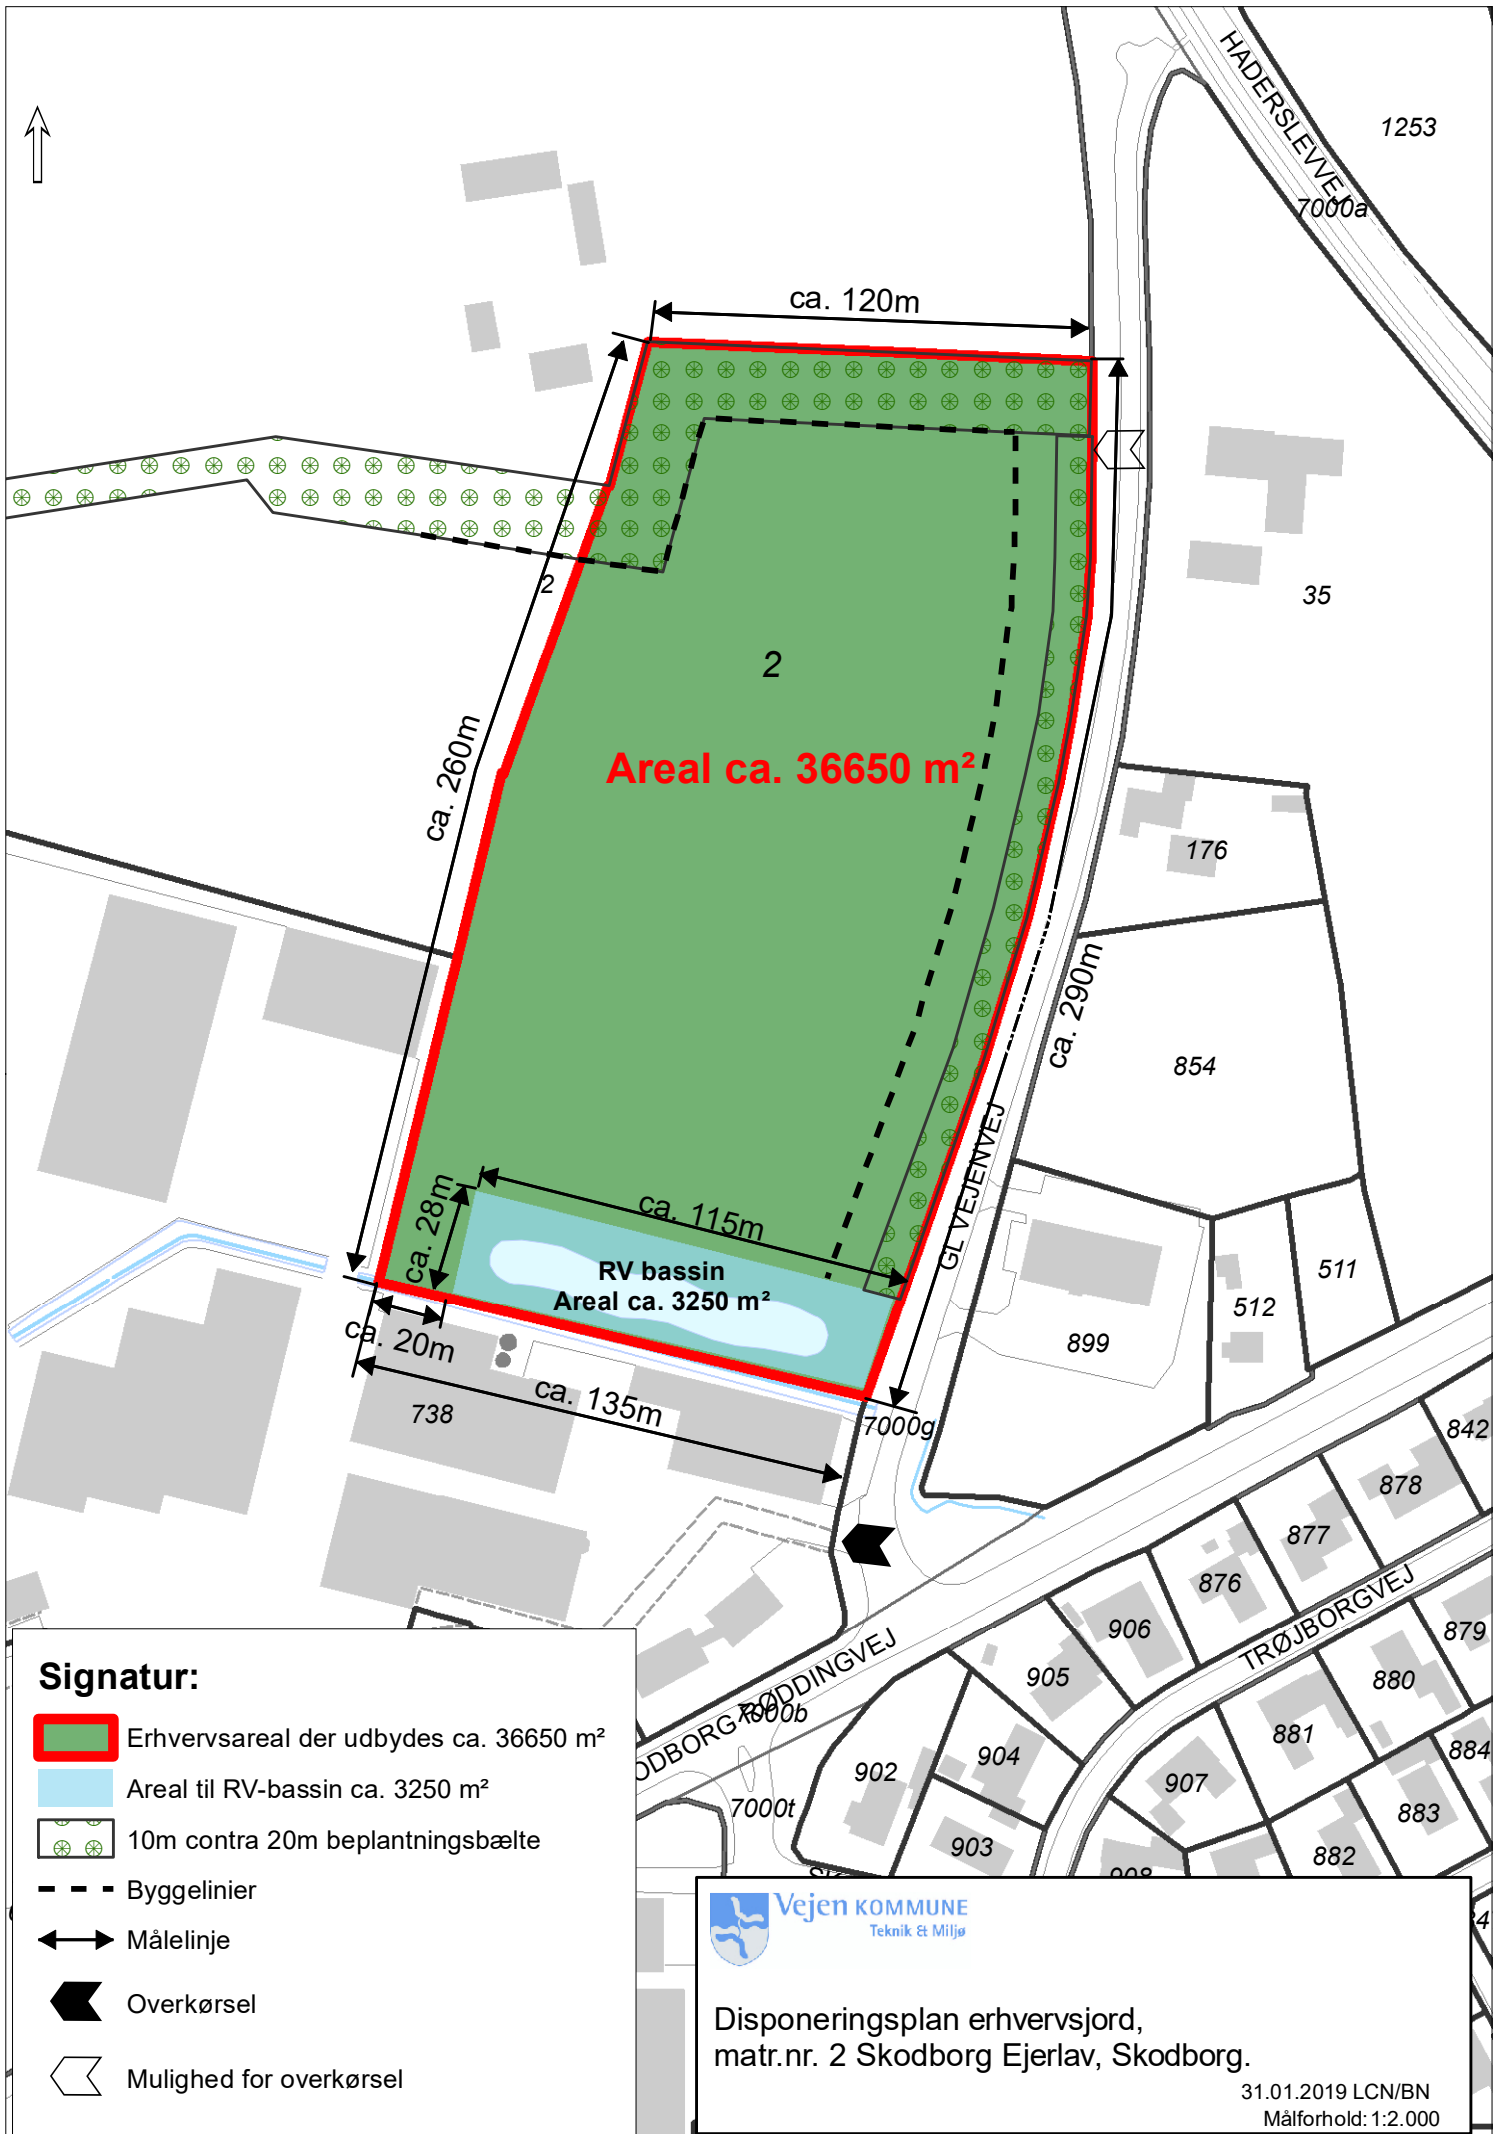 HADERSLEVVEJ
1253
7000a
ca. 120m
35
2
2
Areal ca. 36650 m²
ca. 260m
176
ca. 290m
854
GL VEJENVEJ
ca. 28m
ca. 115m
RV bassin
Areal ca. 3250 m²
511
512
899
ca. 20m
ca. 135m
738
7000g
842
878
877
876
TRØJBORGVEJ
906
879
905
880
RØDDINGVEJ
7000b
881
884
904
902
907
7000t
883
903
882
908
Signatur:
Erhvervsareal der udbydes ca. 36650 m²
Areal til RV-bassin ca. 3250 m²
10m contra 20m beplantningsbælte
Byggelinier
Målelinje
Overkørsel
Mulighed for overkørsel
Vejen KOMMUNE
Teknik & Miljø
Disponeringsplan erhvervsjord,
matr.nr. 2 Skodborg Ejerlav, Skodborg.
31.01.2019 LCN/BN
Målforhold: 1:2.000